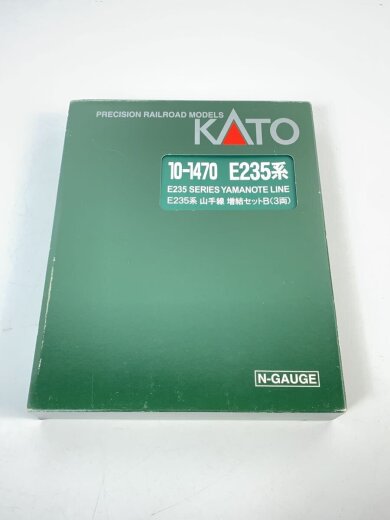 PRECISION RAILROAD MODELS
KATO
10-1470 E235系
E235 SERIES YAMANOTE LINE
E235系 山手線 増結セットB(3両)
N-GAUGE